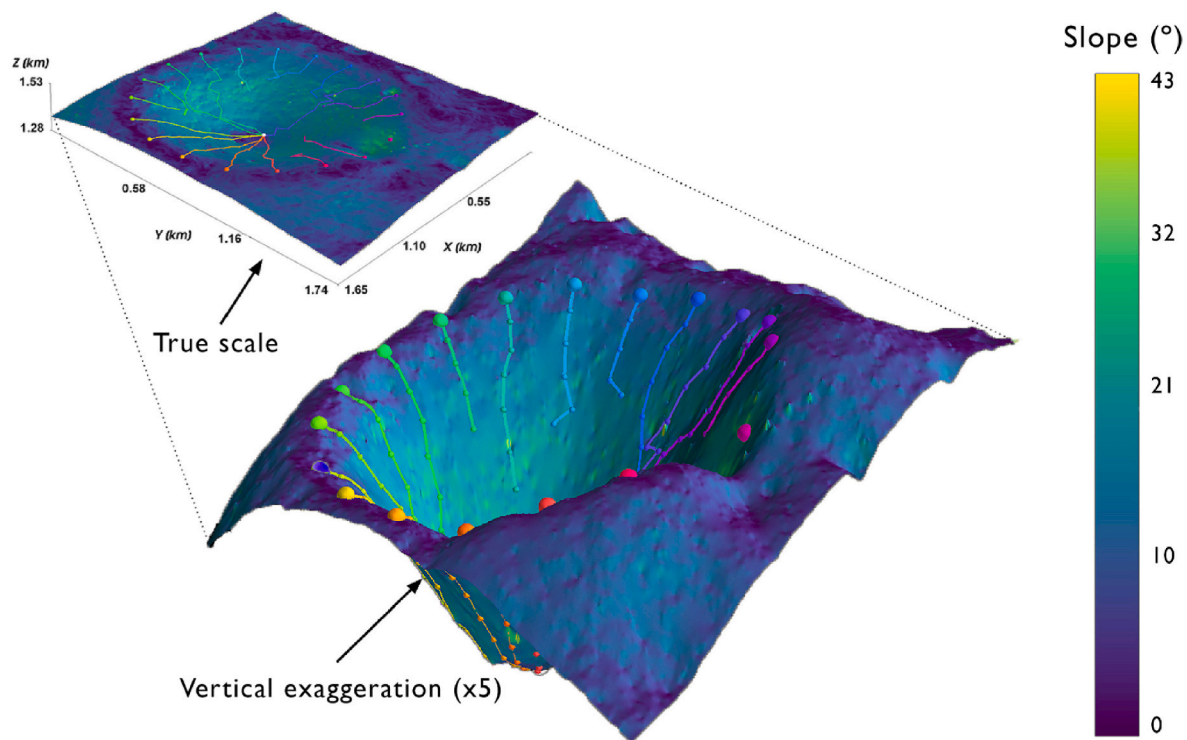 Slope (º)
43
32
21
10
0
Z (km)
1.53
1.28
0.58
Y (km)
1.16
1.74
1.65
1.10
X (km)
0.55
True scale
Vertical exaggeration (x5)